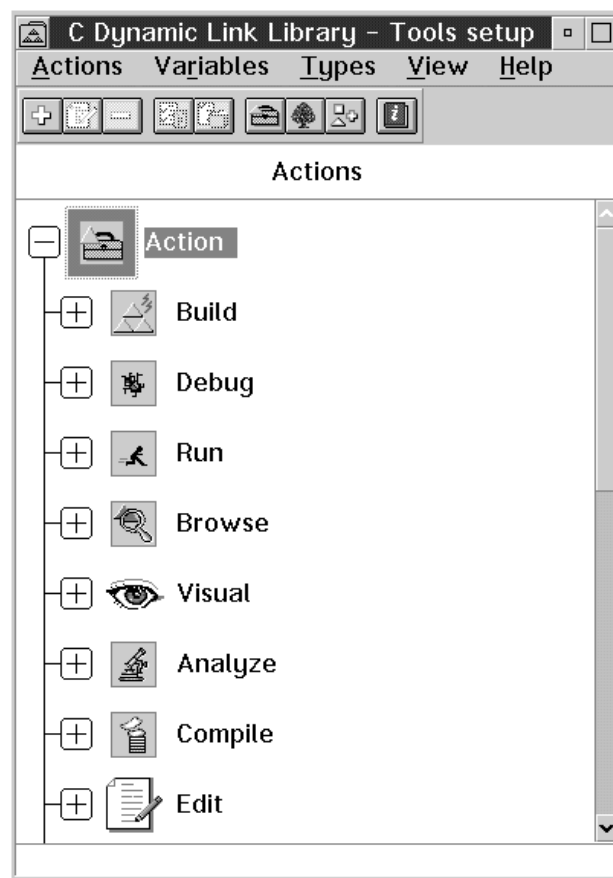 C Dynamic Link Library - Tools setup
Actions Variables Types View Help
Actions
Action
Build
Debug
Run
Browse
Visual
Analyze
Compile
Edit